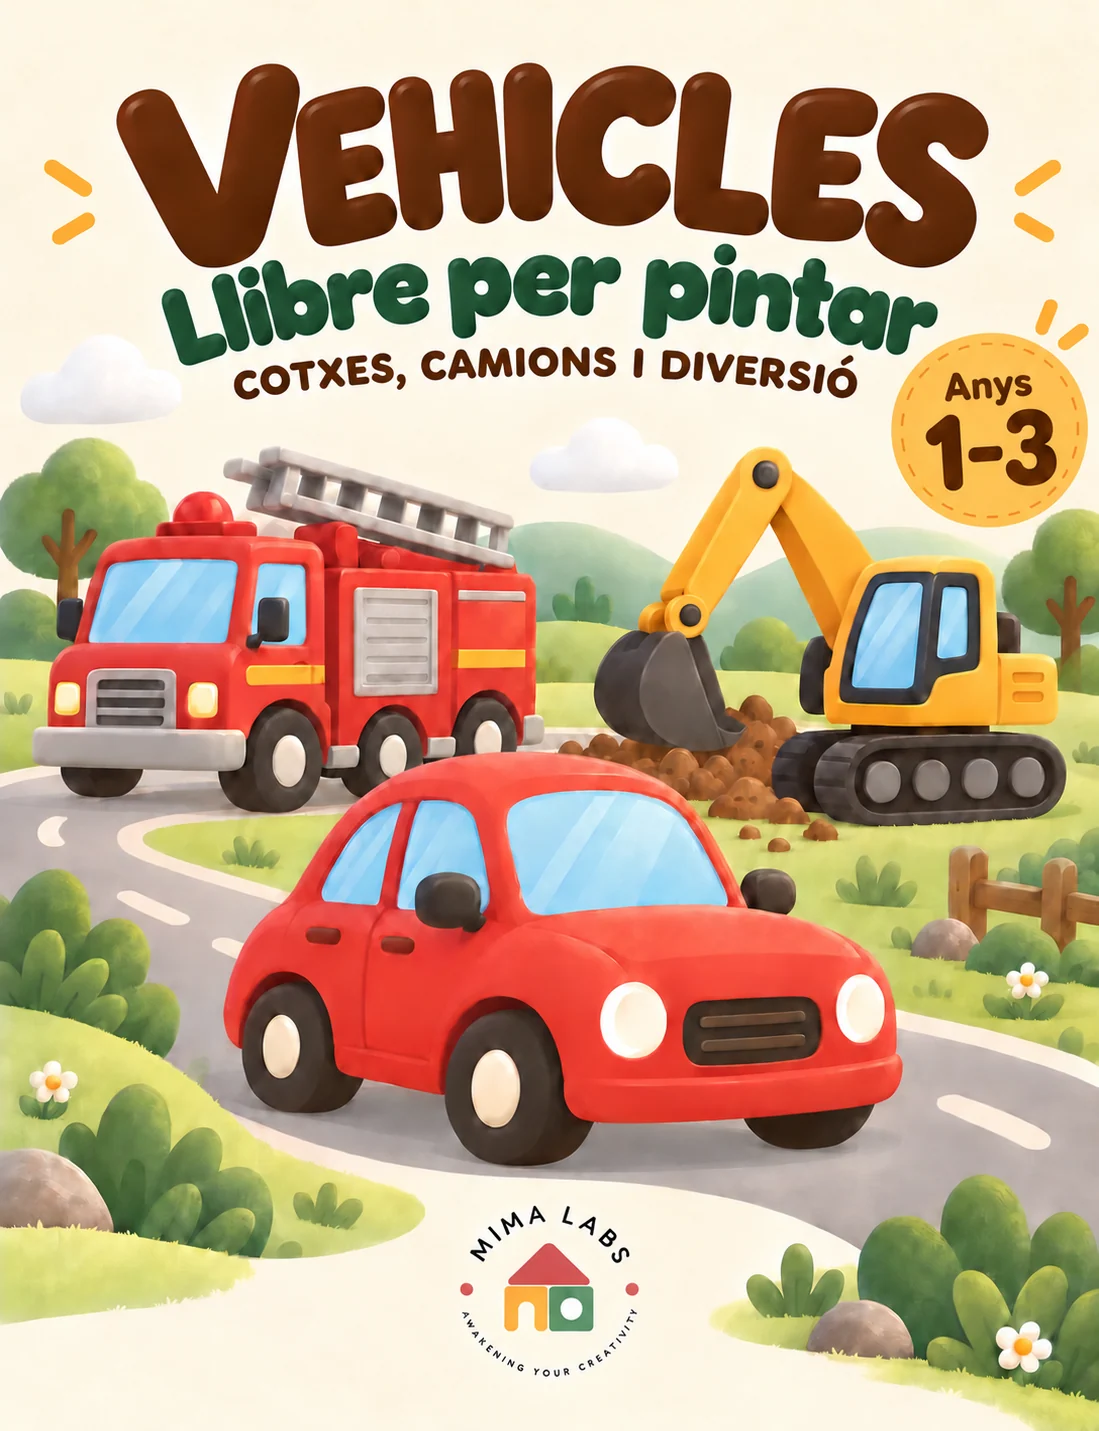 VEHICLES
Llibre per pintar
COTXES, CAMIONS I DIVERSIÓ
Anys
1-3
MIMA LABS
AWAKENING YOUR CREATIVITY